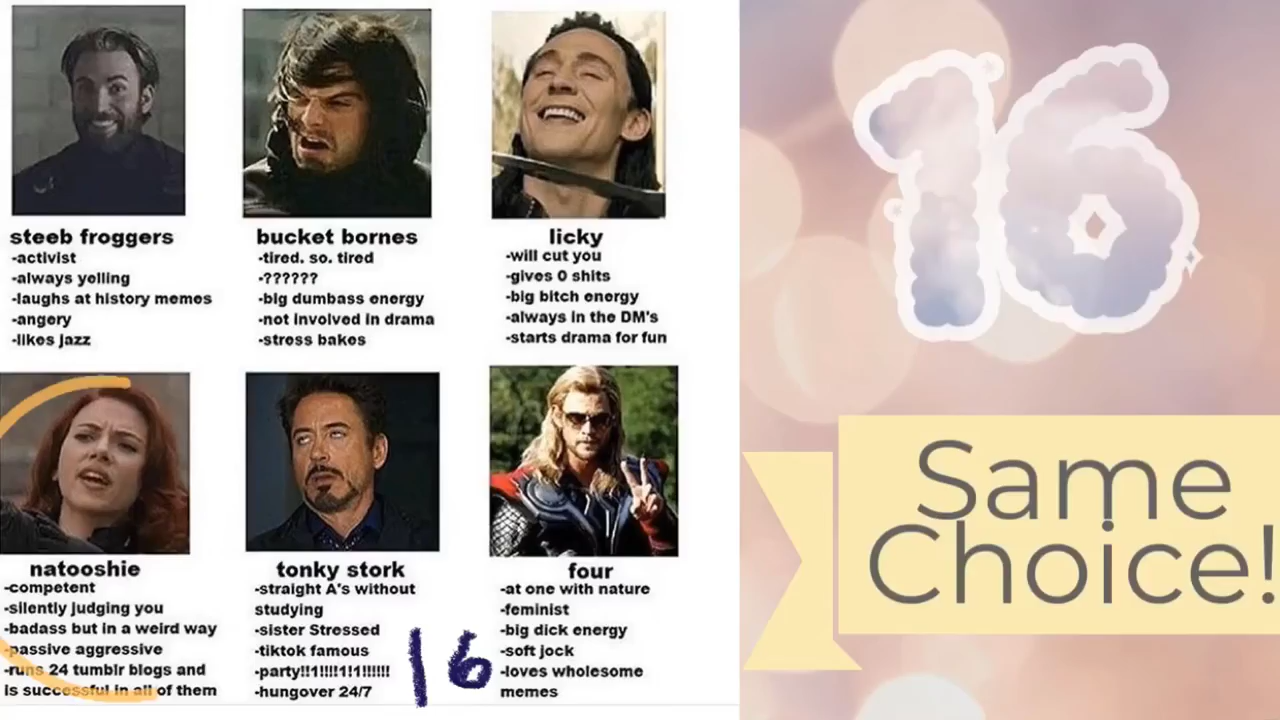 steeb froggers
-activist
-always yelling
-laughs at history memes
-angery
-likes jazz
bucket bornes
-tired. so. tired
-??????
-big dumbass energy
-not involved in drama
-stress bakes
licky
-will cut you
-gives 0 shits
-big bitch energy
-always in the DM's
-starts drama for fun
natooshie
-competent
-silently judging you
-badass but in a weird way
-passive aggressive
-runs 24 tumblr blogs and
is successful in all of them
tonky stork
-straight A's without
studying
-sister Stressed
-tiktok famous
-party!!1!!!!1!1!!!!!!
-hungover 24/7
four
-at one with nature
-feminist
-big dick energy
-soft jock
-loves wholesome
memes
16
16
Same
Choice!